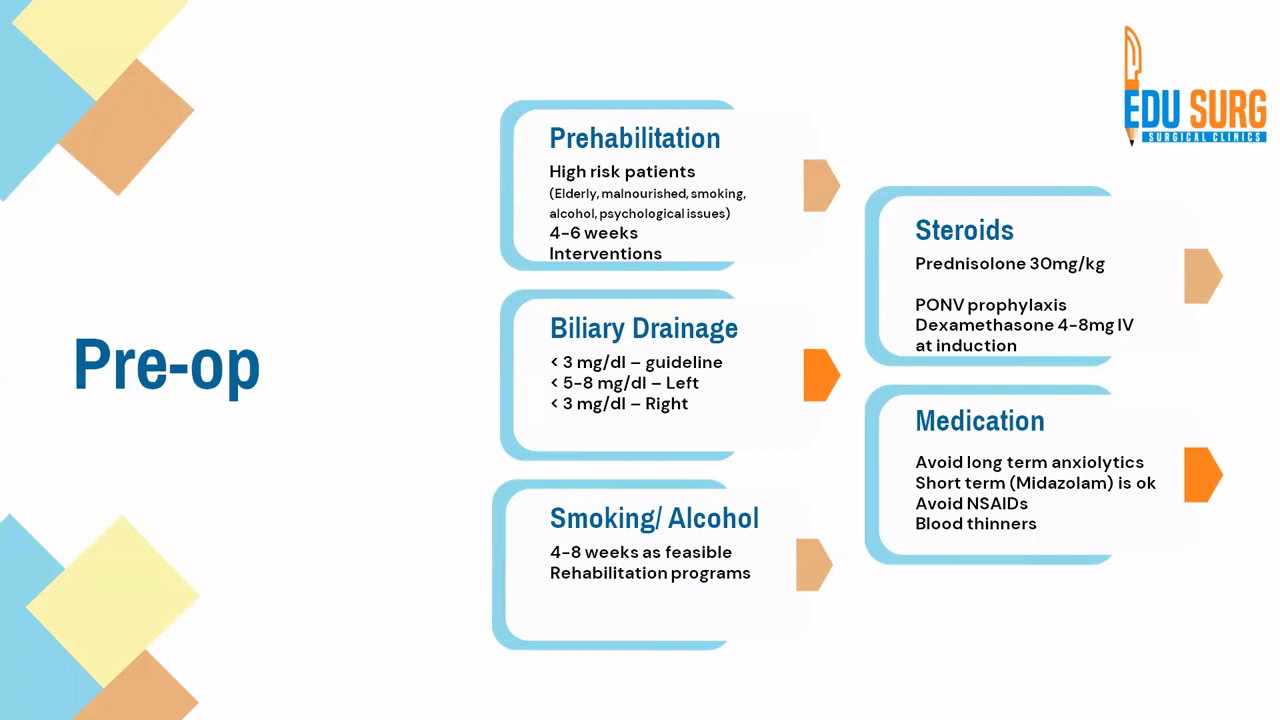 EDU SURG
SURGICAL CLINICS
Pre-op
Prehabilitation
High risk patients
(Elderly, malnourished, smoking,
alcohol, psychological issues)
4-6 weeks
Interventions
Biliary Drainage
< 3 mg/dl – guideline
< 5-8 mg/dl – Left
< 3 mg/dl – Right
Smoking/ Alcohol
4-8 weeks as feasible
Rehabilitation programs
Steroids
Prednisolone 30mg/kg
PONV prophylaxis
Dexamethasone 4-8mg IV
at induction
Medication
Avoid long term anxiolytics
Short term (Midazolam) is ok
Avoid NSAIDs
Blood thinners